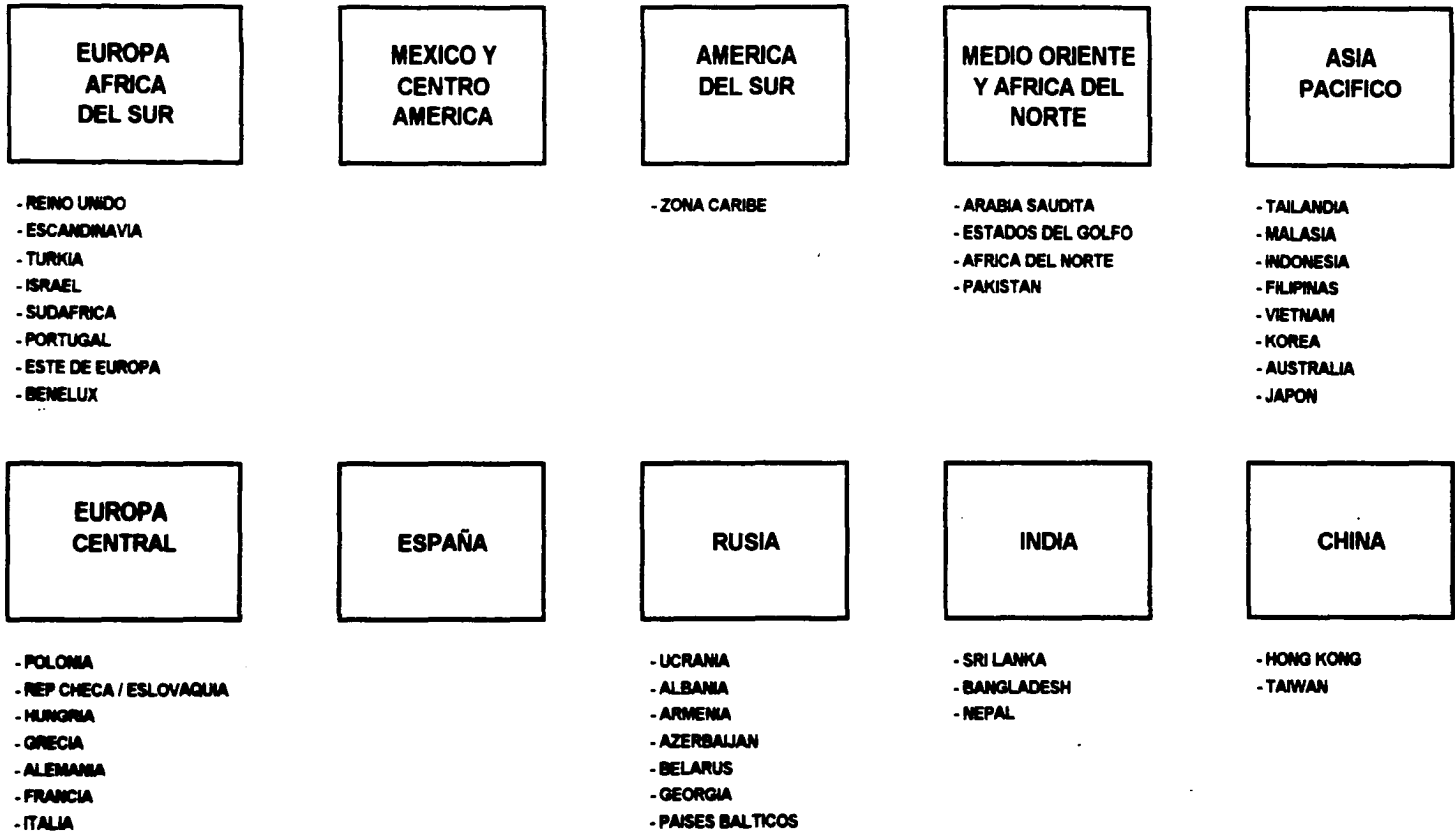 EUROPA
AFRICA
DEL SUR
- REINO UNIDO
- ESCANDINAVIA
- TURKIA
- ISRAEL
- SUDAFRICA
- PORTUGAL
- ESTE DE EUROPA
- BENELUX
MEXICO Y
CENTRO
AMERICA
AMERICA
DEL SUR
- ZONA CARIBE
MEDIO ORIENTE
Y AFRICA DEL
NORTE
- ARABIA SAUDITA
- ESTADOS DEL GOLFO
- AFRICA DEL NORTE
- PAKISTAN
ASIA
PACIFICO
- TAILANDIA
- MALASIA
- INDONESIA
- FILIPINAS
- VIETNAM
- KOREA
- AUSTRALIA
- JAPON
EUROPA
CENTRAL
- POLONIA
- REP CHECA / ESLOVAQUIA
- HUNGRIA
- GRECIA
- ALEMANIA
- FRANCIA
- ITALIA
ESPAÑA
RUSIA
- UCRANIA
- ALBANIA
- ARMENIA
- AZERBAIJAN
- BELARUS
- GEORGIA
- PAISES BALTICOS
INDIA
- SRI LANKA
- BANGLADESH
- NEPAL
CHINA
- HONG KONG
- TAIWAN